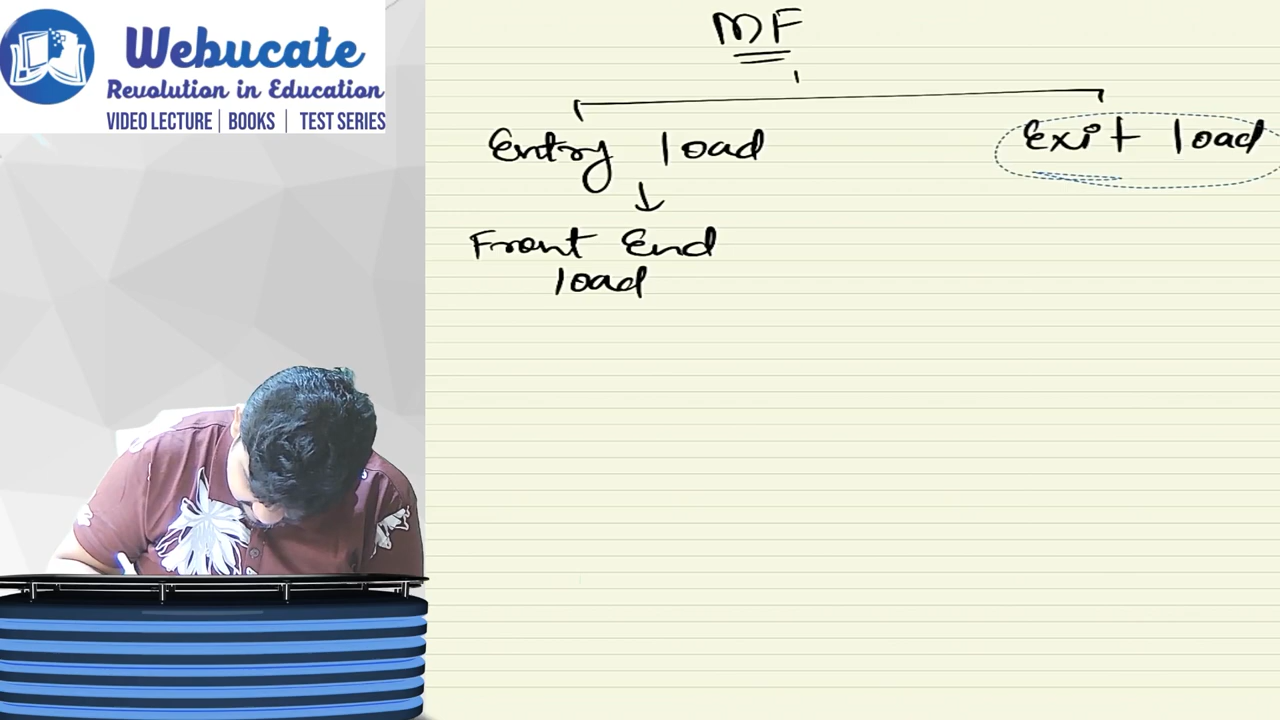 Webucate
Revolution in Education
VIDEO LECTURE | BOOKS | TEST SERIES
MF
Entry load
Exit load
Front End
load